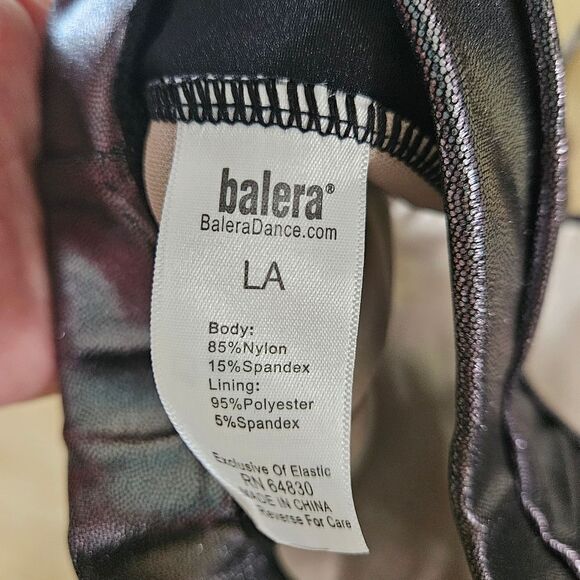 balera®
BaleraDance.com
LA
Body:
85%Nylon
15%Spandex
Lining:
95%Polyester
5%Spandex
Exclusive Of Elastic
RN 64830
MADE IN CHINA
Reverse For Care